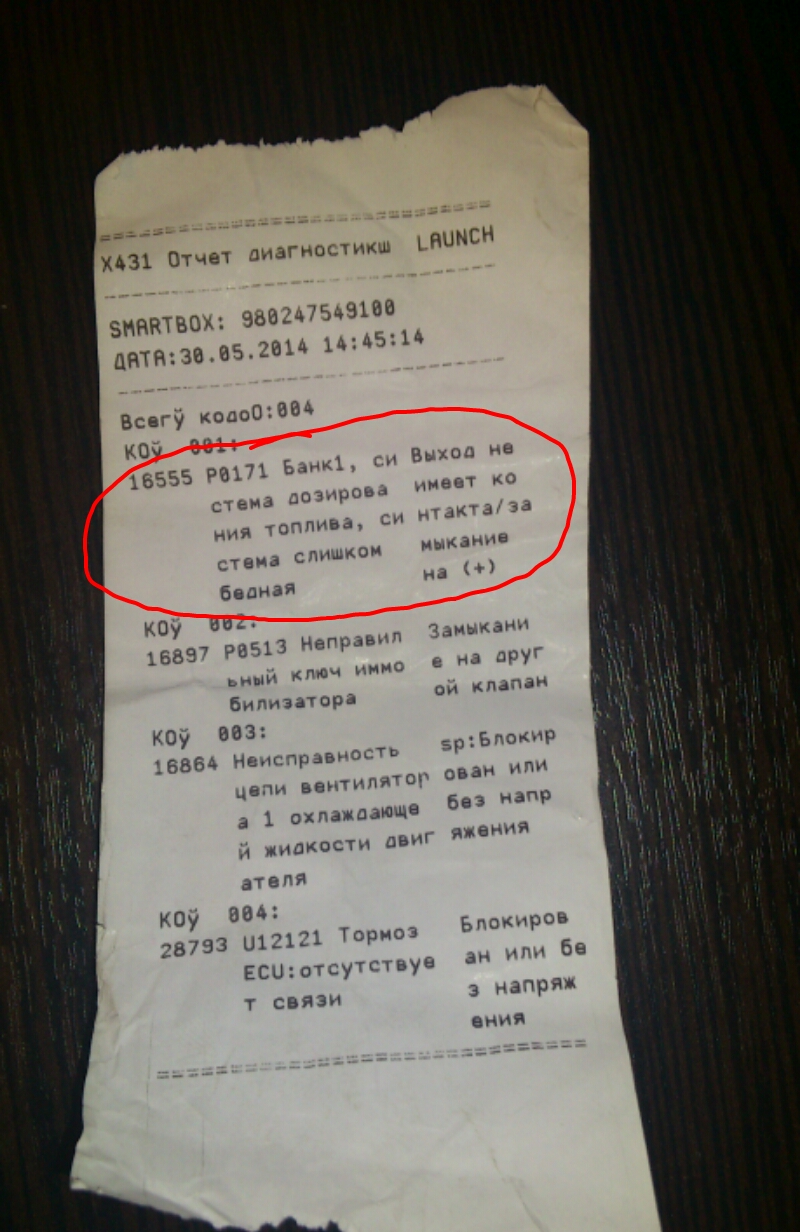 ==========================================
X431 Отчет диагностикш LAUNCH
------------------------------------------
SMARTBOX: 980247549100
ДАТА:30.05.2014 14:45:14
------------------------------------------
Всегў кодоО:004
КОў 001:
16555 P0171 Банк1, си Выход не
стема дозирова имеет ко
ния топлива, си нтакта/за
стема слишком мыкание
бедная на (+)
КОў 002:
16897 P0513 Неправил Замыкани
ьный ключ иммо е на друг
билизатора ой клапан
КОў 003:
16864 Неисправность sp:Блокир
цепи вентилятор ован или
а 1 охлаждающе без напр
й жидкости двиг яжения
ателя
КОў 004:
28793 U12121 Тормоз Блокиров
ECU:отсутствуе ан или бе
т связи з напряж
ения
==========================================